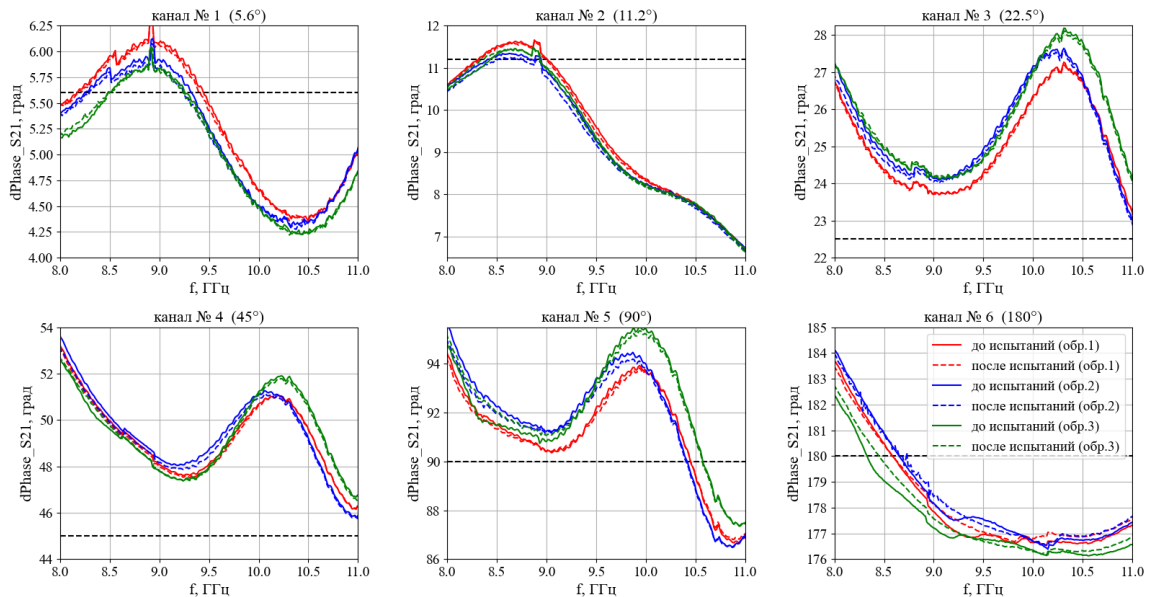 канал № 1 (5.6°)
6.25
6.00
5.75
5.50
5.25
5.00
4.75
4.50
4.25
4.00
dPhase_S21, град
8.0 8.5 9.0 9.5 10.0 10.5 11.0
f, ГГц
канал № 2 (11.2°)
12
11
10
9
8
7
dPhase_S21, град
8.0 8.5 9.0 9.5 10.0 10.5 11.0
f, ГГц
канал № 3 (22.5°)
28
27
26
25
24
23
22
dPhase_S21, град
8.0 8.5 9.0 9.5 10.0 10.5 11.0
f, ГГц
канал № 4 (45°)
54
52
50
48
46
44
dPhase_S21, град
8.0 8.5 9.0 9.5 10.0 10.5 11.0
f, ГГц
канал № 5 (90°)
94
92
90
88
86
dPhase_S21, град
8.0 8.5 9.0 9.5 10.0 10.5 11.0
f, ГГц
канал № 6 (180°)
185
184
183
182
181
180
179
178
177
176
dPhase_S21, град
до испытаний (обр.1)
после испытаний (обр.1)
до испытаний (обр.2)
после испытаний (обр.2)
до испытаний (обр.3)
после испытаний (обр.3)
8.0 8.5 9.0 9.5 10.0 10.5 11.0
f, ГГц